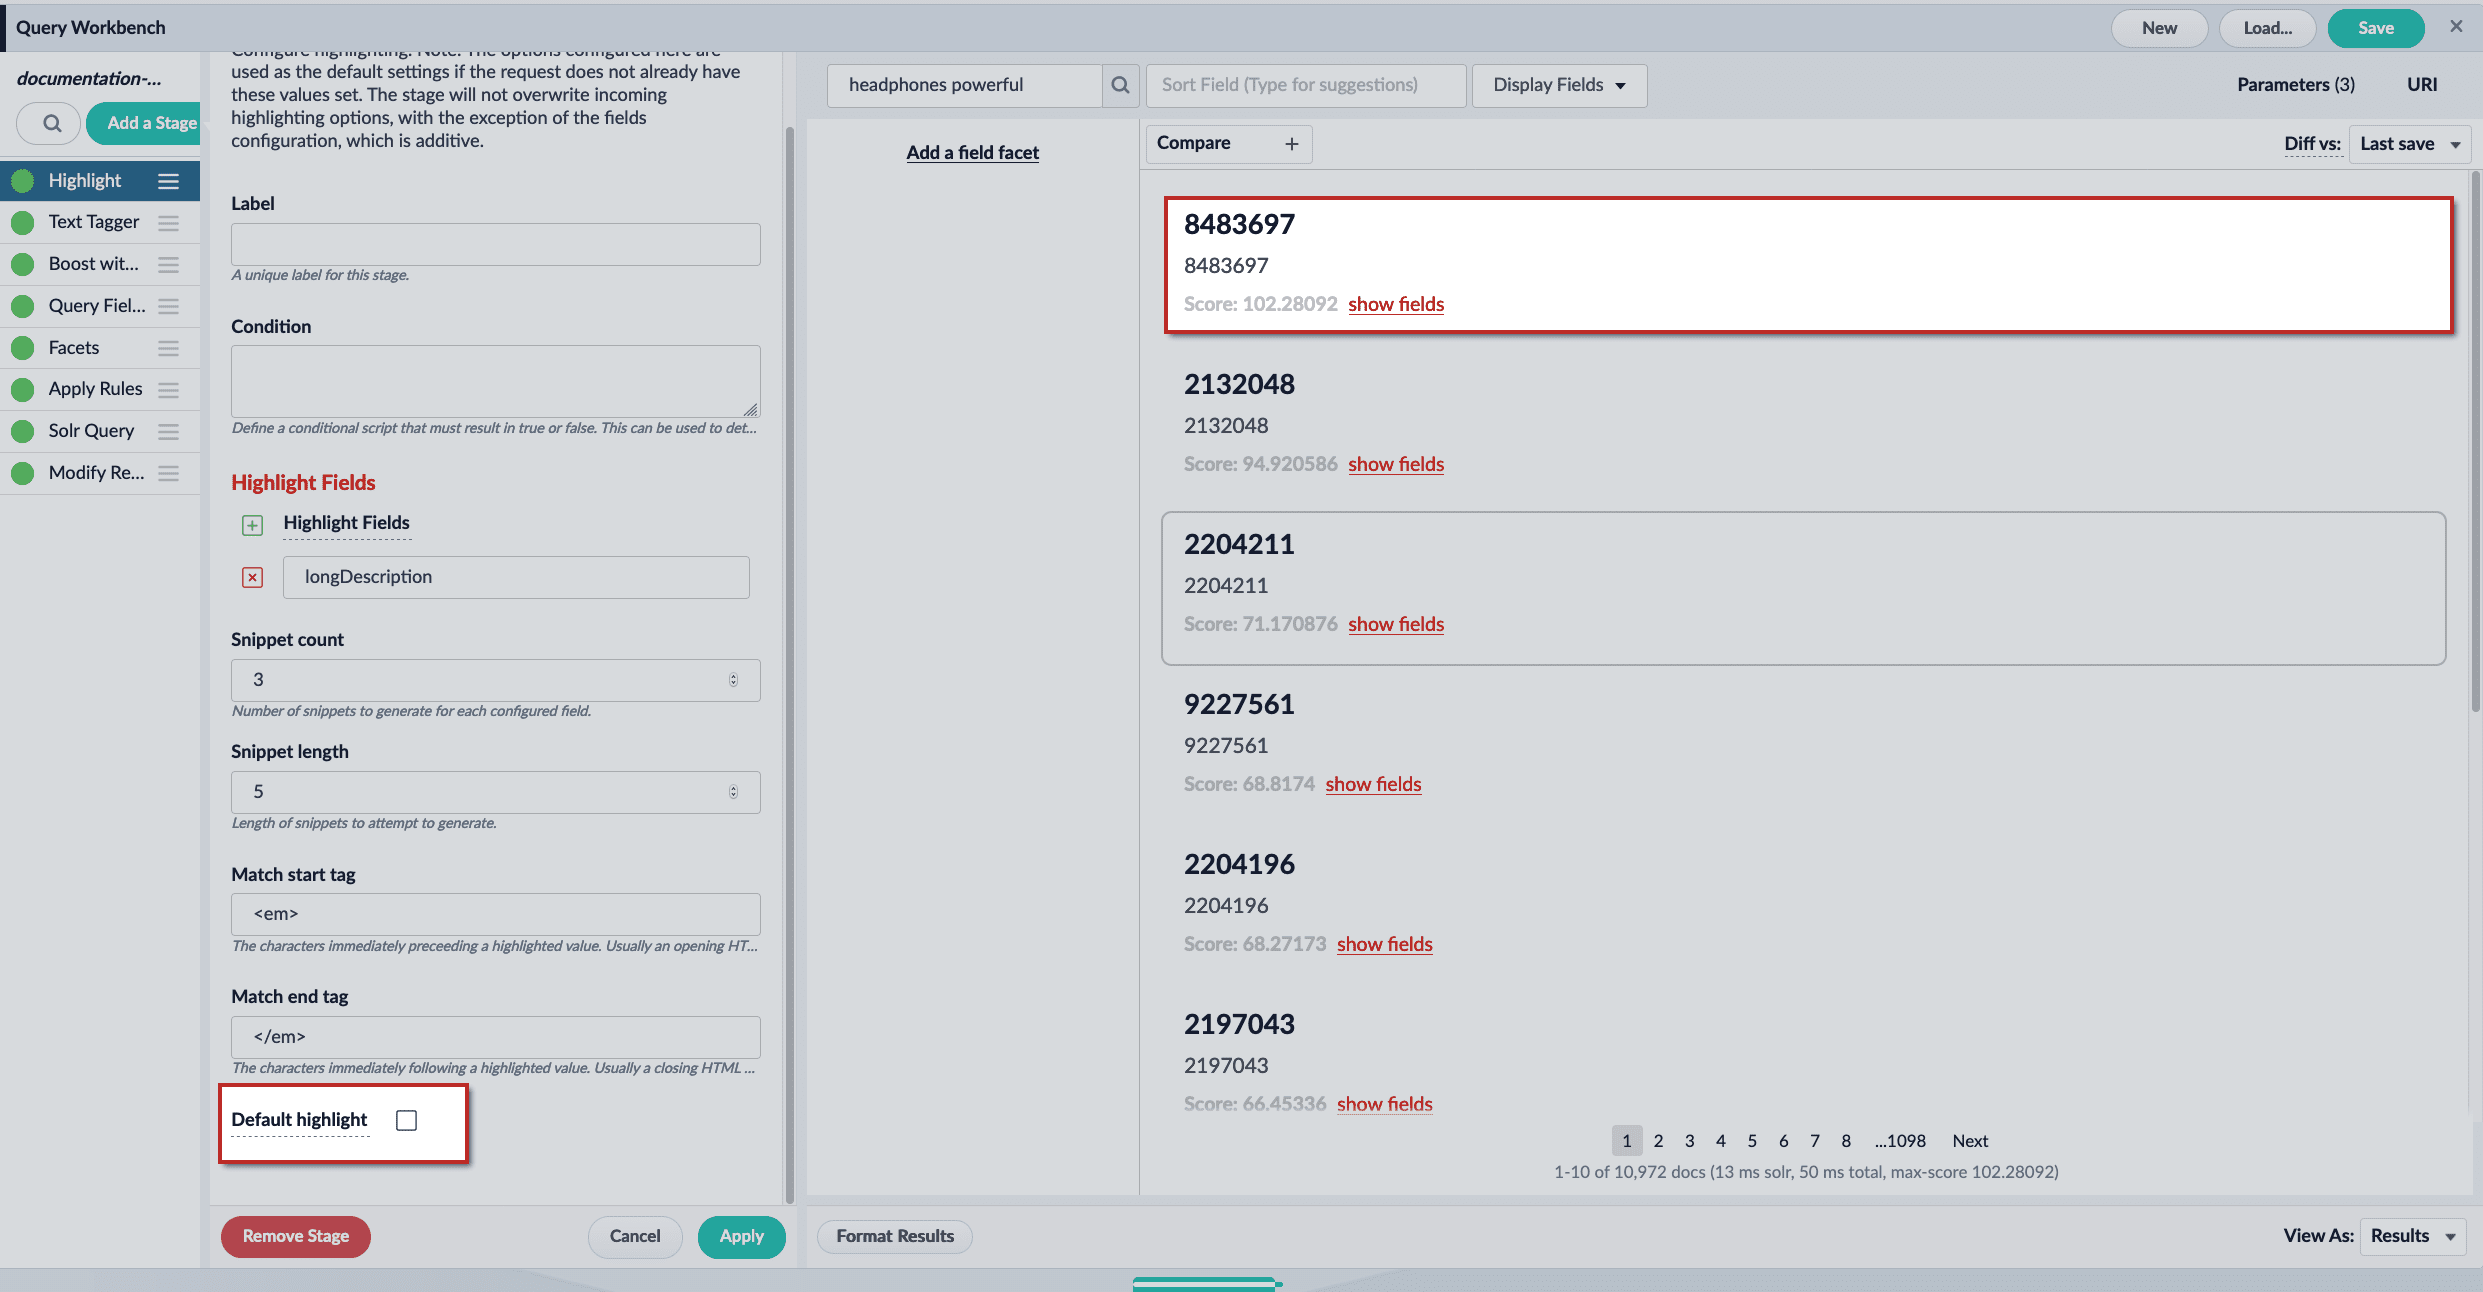 Query Workbench
New
Load...
Save
documentation-...
Add a Stage
Highlight
Text Tagger
Boost wit...
Query Fiel...
Facets
Apply Rules
Solr Query
Modify Re...
Configure highlighting. Note: The options configured here are
used as the default settings if the request does not already have
these values set. The stage will not overwrite incoming
highlighting options, with the exception of the fields
configuration, which is additive.
Label
A unique label for this stage.
Condition
Define a conditional script that must result in true or false. This can be used to det...
Highlight Fields
Highlight Fields
longDescription
Snippet count
3
Number of snippets to generate for each configured field.
Snippet length
5
Length of snippets to attempt to generate.
Match start tag
<em>
The characters immediately preceeding a highlighted value. Usually an opening HT...
Match end tag
</em>
The characters immediately following a highlighted value. Usually a closing HTML ...
Default highlight
Remove Stage
Cancel
Apply
headphones powerful
Sort Field (Type for suggestions)
Display Fields
Parameters (3)
URI
Add a field facet
Compare +
Diff vs:
Last save
8483697
8483697
Score: 102.28092 show fields
2132048
2132048
Score: 94.920586 show fields
2204211
2204211
Score: 71.170876 show fields
9227561
9227561
Score: 68.8174 show fields
2204196
2204196
Score: 68.27173 show fields
2197043
2197043
Score: 66.45336 show fields
1 2 3 4 5 6 7 8 ...1098 Next
1-10 of 10,972 docs (13 ms solr, 50 ms total, max-score 102.28092)
Format Results
View As:
Results